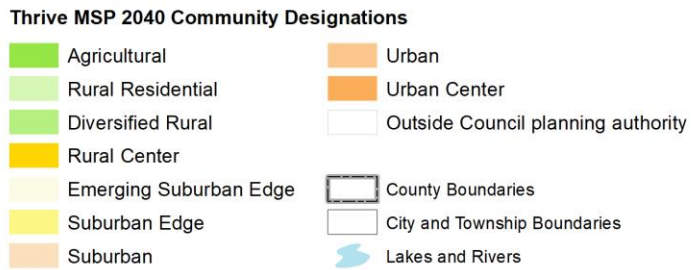 Thrive MSP 2040 Community Designations
Agricultural
Rural Residential
Diversified Rural
Rural Center
Emerging Suburban Edge
Suburban Edge
Suburban
Urban
Urban Center
Outside Council planning authority
County Boundaries
City and Township Boundaries
Lakes and Rivers